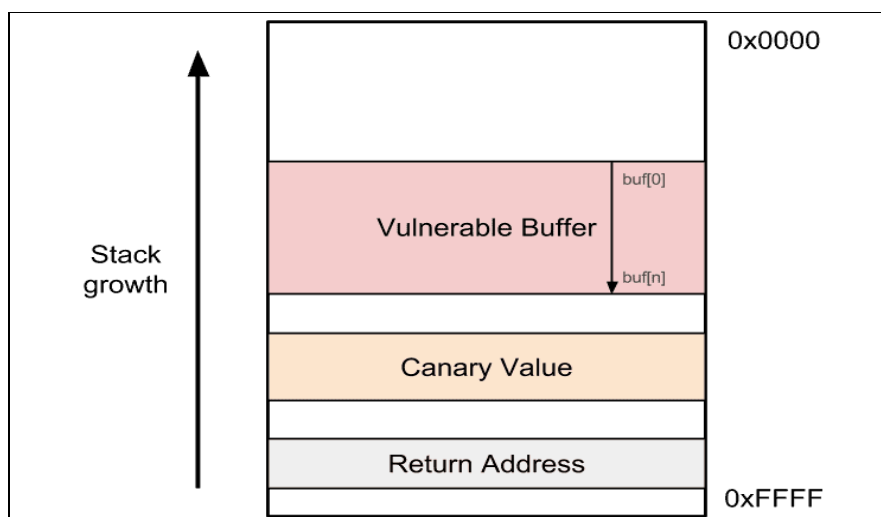 0x0000
buf[0]
Vulnerable Buffer
buf[n]
Stack
growth
Canary Value
Return Address
0xFFFF